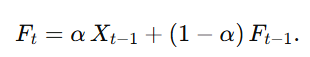 F_t = α X_{t−1} + (1 − α) F_{t−1}.